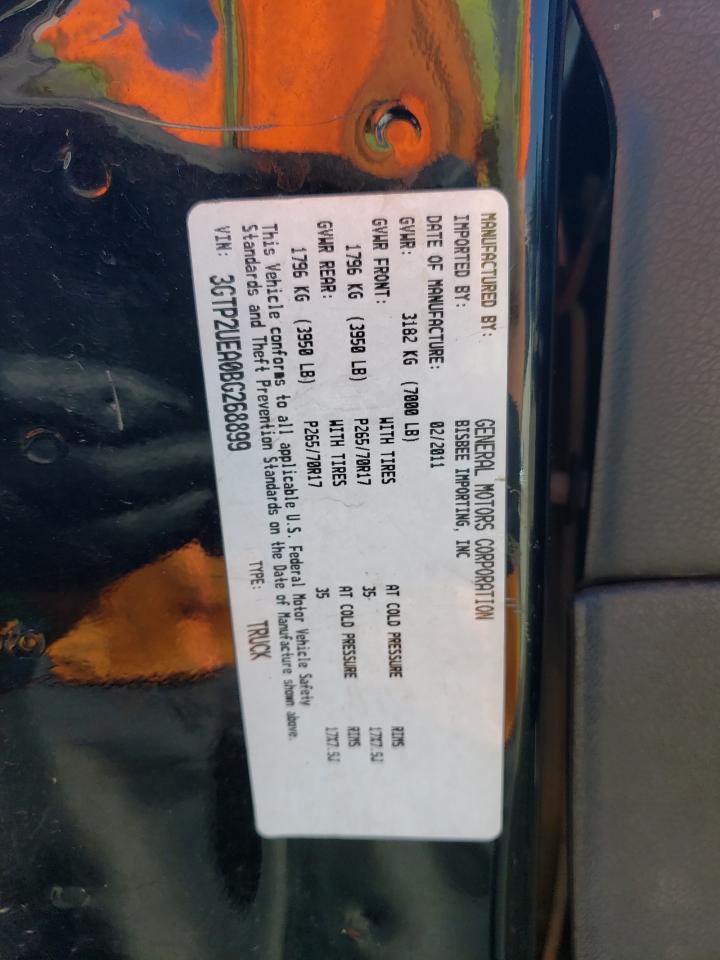 MANUFACTURED BY: GENERAL MOTORS CORPORATION
IMPORTED BY: BISBEE IMPORTING, INC
DATE OF MANUFACTURE: 02/2011
GVWR: 3182 KG (7000 LB)
GVWR FRONT: WITH TIRES AT COLD PRESSURE RIMS
1796 KG (3950 LB) P265/70R17 35 17X7.5J
GVWR REAR: WITH TIRES AT COLD PRESSURE RIMS
1796 KG (3950 LB) P265/70R17 35 17X7.5J
This Vehicle conforms to all applicable U.S. Federal Motor Vehicle Safety
Standards and Theft Prevention Standards on the Date of Manufacture shown above.
VIN: 3GTP2UEA0BG268899 TYPE: TRUCK